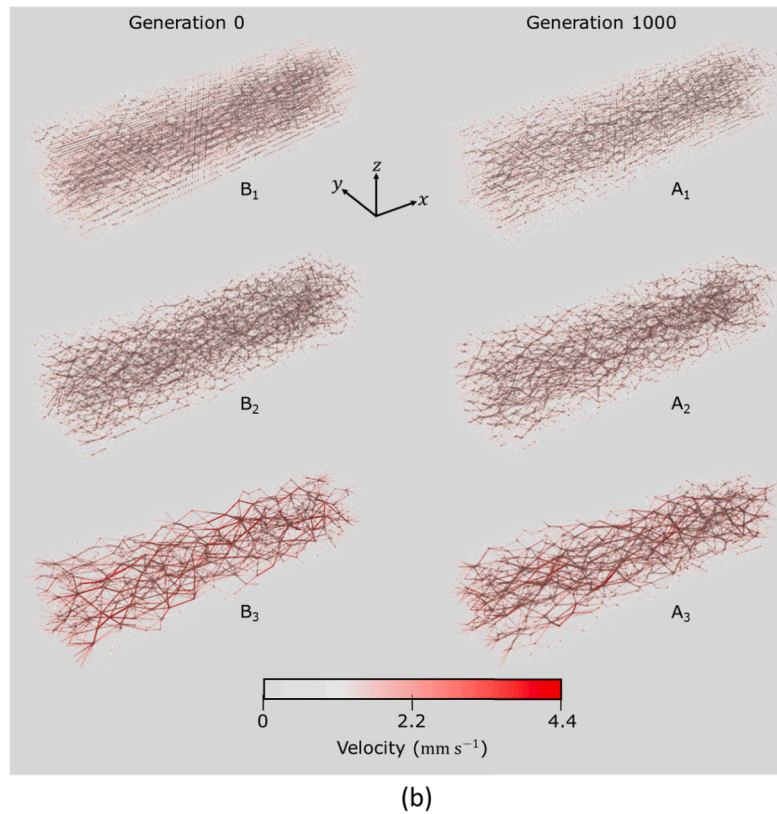 Generation 0 Generation 1000
z
y x
B₁ A₁
B₂ A₂
B₃ A₃
0 2.2 4.4
Velocity (mm s⁻¹)
(b)